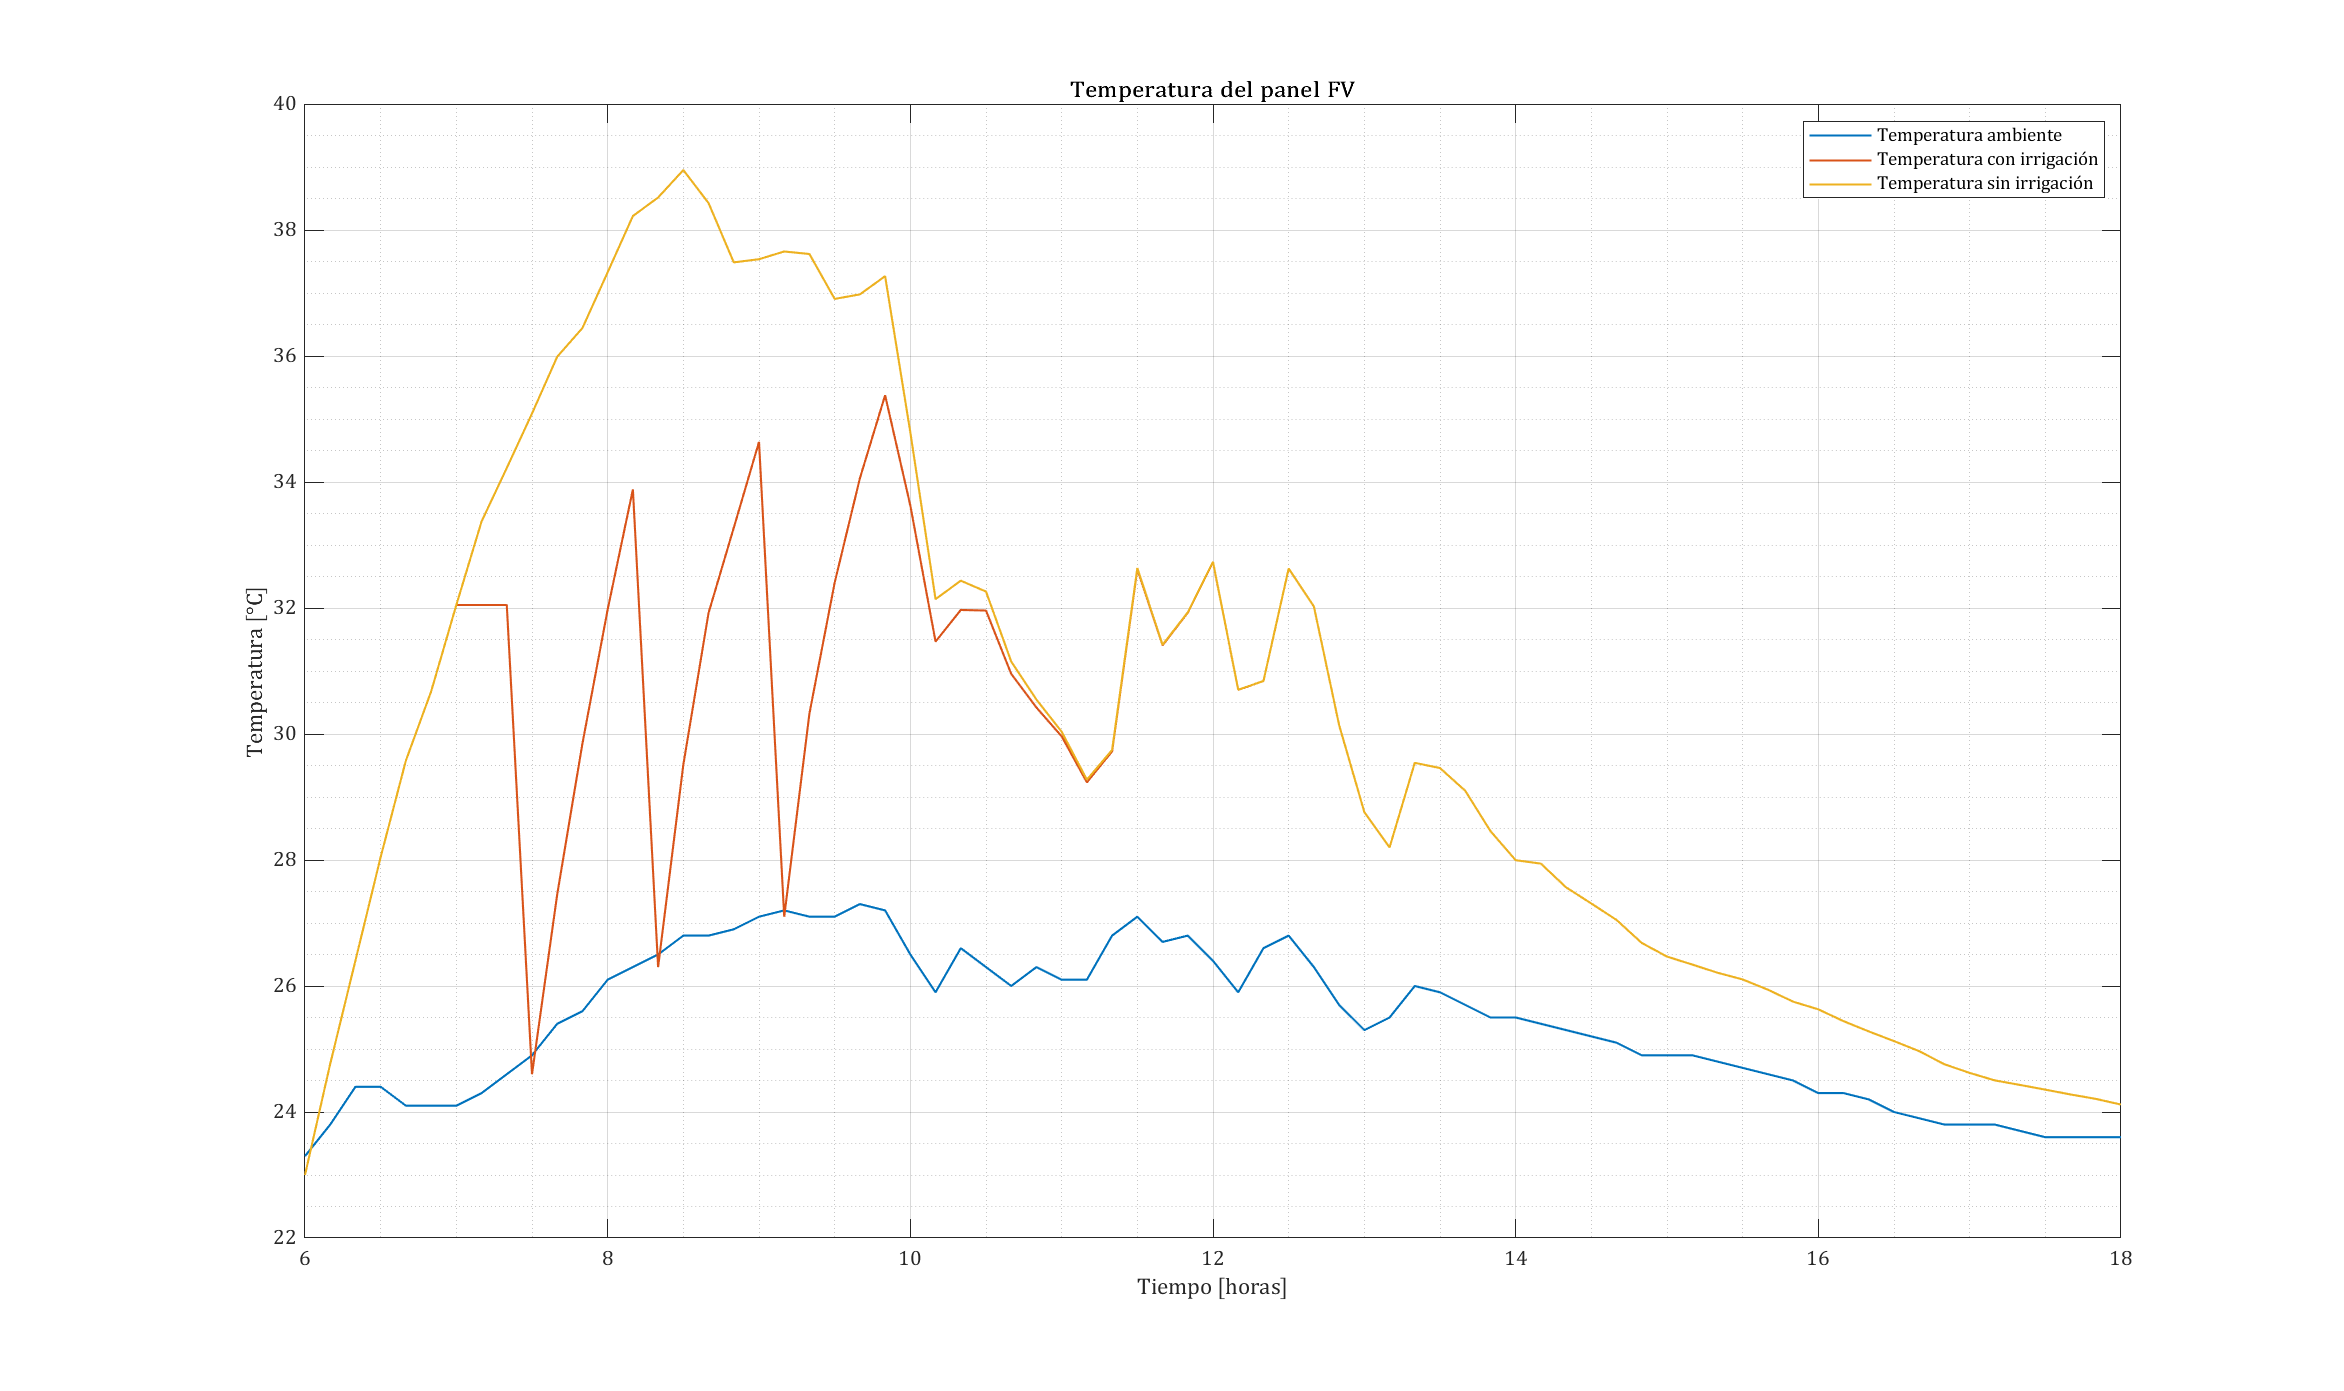 Temperatura del panel FV
40
38
36
34
32
30
28
26
24
22
Temperatura [°C]
Temperatura ambiente
Temperatura con irrigación
Temperatura sin irrigación
6 8 10 12 14 16 18
Tiempo [horas]